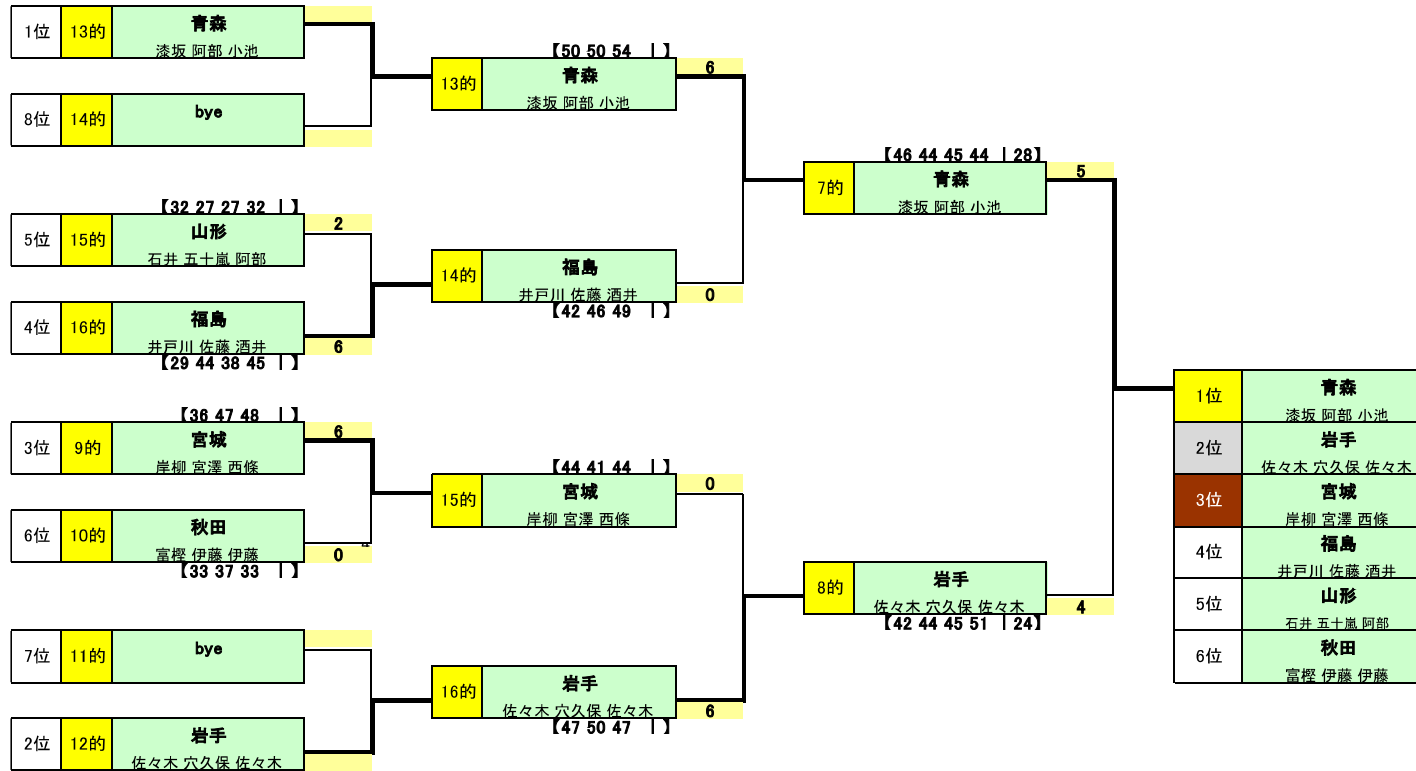 1位 13的 青森
漆坂 阿部 小池
8位 14的 bye
【32 27 27 32 | 】
5位 15的 山形 2
石井 五十嵐 阿部
4位 16的 福島
井戸川 佐藤 酒井 6
【29 44 38 45 | 】
【36 47 48 | 】
3位 9的 宮城 6
岸柳 宮澤 西條
6位 10的 秋田
富樫 伊藤 伊藤 0
【33 37 33 | 】
7位 11的 bye
2位 12的 岩手
佐々木 穴久保 佐々木
【50 50 54 | 】
13的 青森 6
漆坂 阿部 小池
14的 福島
井戸川 佐藤 酒井 0
【42 46 49 | 】
【44 41 44 | 】
15的 宮城 0
岸柳 宮澤 西條
16的 岩手
佐々木 穴久保 佐々木 6
【47 50 47 | 】
【46 44 45 44 | 28】
7的 青森 5
漆坂 阿部 小池
8的 岩手
佐々木 穴久保 佐々木 4
【42 44 45 51 | 24】
1位 青森
漆坂 阿部 小池
2位 岩手
佐々木 穴久保 佐々木
3位 宮城
岸柳 宮澤 西條
4位 福島
井戸川 佐藤 酒井
5位 山形
石井 五十嵐 阿部
6位 秋田
富樫 伊藤 伊藤